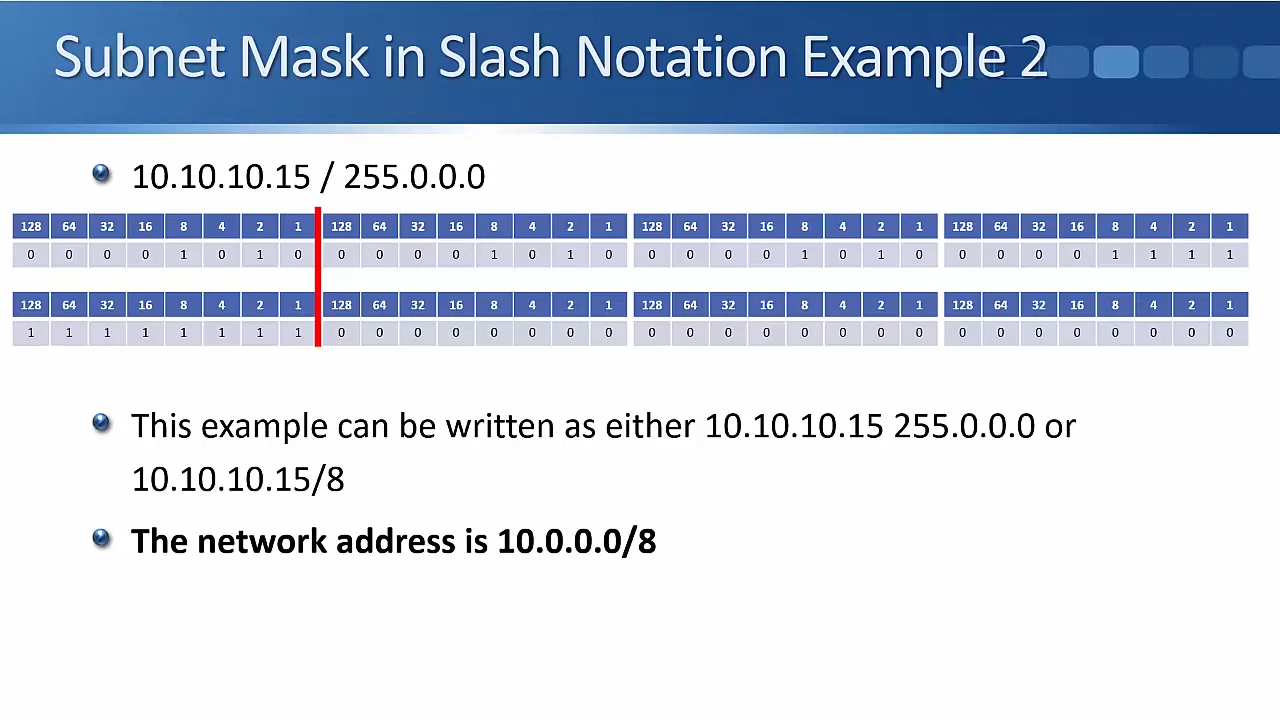 Subnet Mask in Slash Notation Example 2
10.10.10.15 / 255.0.0.0
128 64 32 16 8 4 2 1 128 64 32 16 8 4 2 1 128 64 32 16 8 4 2 1 128 64 32 16 8 4 2 1
0 0 0 0 1 0 1 0 0 0 0 0 1 0 1 0 0 0 0 0 1 0 1 0 0 0 0 0 1 1 1 1
128 64 32 16 8 4 2 1 128 64 32 16 8 4 2 1 128 64 32 16 8 4 2 1 128 64 32 16 8 4 2 1
1 1 1 1 1 1 1 1 0 0 0 0 0 0 0 0 0 0 0 0 0 0 0 0 0 0 0 0 0 0 0 0
This example can be written as either 10.10.10.15 255.0.0.0 or
10.10.10.15/8
The network address is 10.0.0.0/8